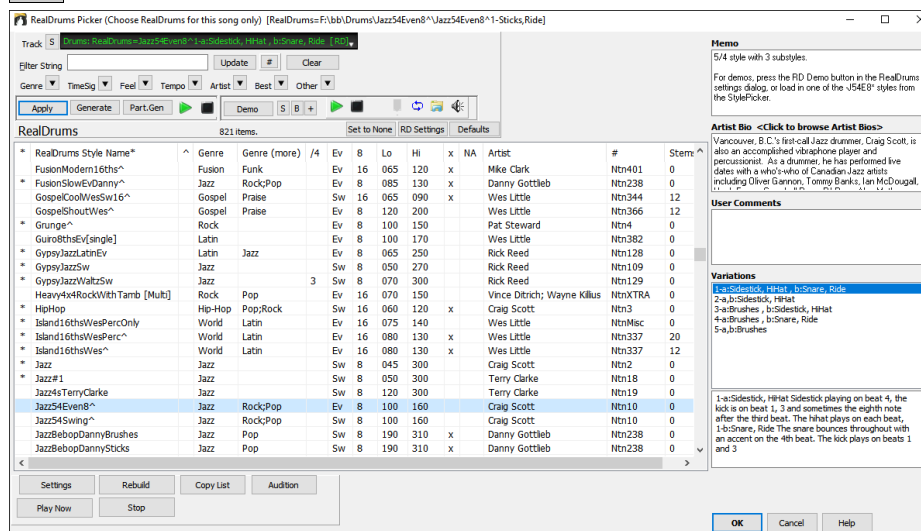 RealDrums Picker (Choose RealDrums for this song only) [RealDrums=F:\bb\Drums\Jazz54Even8^\Jazz54Even8^1-Sticks,Ride]
Track S Drums: RealDrums=Jazz54Even8^1-a:Sidestick, HiHat , b:Snare, Ride [RD]
Filter String Update # Clear
Genre TimeSig Feel Tempo Artist Best Other
Apply Generate Part.Gen Demo S B +
RealDrums 821 items. Set to None RD Settings Defaults
* RealDrums Style Name* ^ Genre Genre (more) /4 Ev 8 Lo Hi x NA Artist # Stems
FusionModern16ths^ Fusion Funk Ev 16 065 120 x Mike Clark Ntn401 0
* FusionSlowEvDanny^ Jazz Rock;Pop Ev 8 085 130 x Danny Gottlieb Ntn238 0
GospelCoolWesSw16^ Gospel Praise Sw 16 065 090 x Wes Little Ntn344 12
GospelShoutWes^ Gospel Praise Ev 8 120 200 Wes Little Ntn366 12
* Grunge^ Rock Ev 8 100 150 Pat Steward Ntn4 0
Guiro8thsEv[single] Latin Ev 8 100 170 Wes Little Ntn382 0
* GypsyJazzLatinEv Latin Jazz Ev 8 065 250 Rick Reed Ntn128 0
* GypsyJazzSw Jazz Sw 8 050 270 Rick Reed Ntn109 0
* GypsyJazzWaltzSw Jazz 3 Sw 8 070 300 Rick Reed Ntn129 0
Heavy4x4RockWithTamb [Multi] Rock Pop Ev 16 070 150 Vince Ditrich; Wayne Killius NtnXTRA 0
* HipHop Hip-Hop Pop;Rock Sw 16 060 120 x Craig Scott Ntn3 0
* Island16thsWesPercOnly World Latin Ev 16 075 140 Wes Little NtnMisc 0
* Island16thsWesPerc^ World Latin Ev 16 080 130 x Wes Little Ntn337 20
* Island16thsWes^ World Latin Ev 16 080 130 x Wes Little Ntn337 12
* Jazz Jazz Sw 8 045 300 Craig Scott Ntn2 0
* Jazz#1 Jazz Sw 8 050 300 Terry Clarke Ntn18 0
Jazz4sTerryClarke Jazz Sw 8 120 300 Terry Clarke Ntn19 0
Jazz54Even8^ Jazz Rock;Pop Ev 8 100 160 Craig Scott Ntn10 0
Jazz54Swing^ Jazz Rock;Pop Sw 8 100 160 Craig Scott Ntn10 0
JazzBebopDannyBrushes Jazz Pop Sw 8 190 310 x Danny Gottlieb Ntn238 0
JazzBebopDannySticks Jazz Pop Sw 8 190 310 x Danny Gottlieb Ntn238 0
Settings Rebuild Copy List Audition
Play Now Stop
Memo
5/4 style with 3 substyles.
For demos, press the RD Demo button in the RealDrums
settings dialog, or load in one of the -J54E8* styles from
the StylePicker.
Artist Bio <Click to browse Artist Bios>
Vancouver, B.C.'s first-call Jazz drummer, Craig Scott is
also an accomplished vibraphone player and
percussionist. As a drummer, he has performed live
dates with a who's-who of Canadian Jazz artists
including Oliver Gannon, Tommy Banks, Ian McDougall,
User Comments
Variations
1-a:Sidestick, HiHat , b:Snare, Ride
2-a,b:Sidestick, HiHat
3-a:Brushes , b:Sidestick, HiHat
4-a:Brushes , b:Snare, Ride
5-a,b:Brushes
1-a:Sidestick, HiHat Sidestick playing on beat 4, the
kick is on beat 1, 3 and sometimes the eighth note
after the third beat. The hihat plays on each beat,
1-b:Snare, Ride The snare bounces throughout with
an accent on the 4th beat. The kick plays on beats 1
and 3
OK Cancel Help